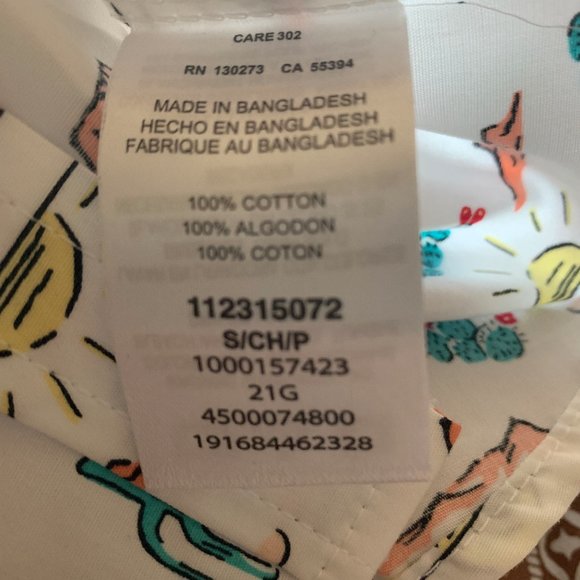 CARE 302
RN 130273 CA 55394
MADE IN BANGLADESH
HECHO EN BANGLADESH
FABRIQUE AU BANGLADESH
100% COTTON
100% ALGODON
100% COTON
112315072
S/CH/P
1000157423
21G
4500074800
191684462328